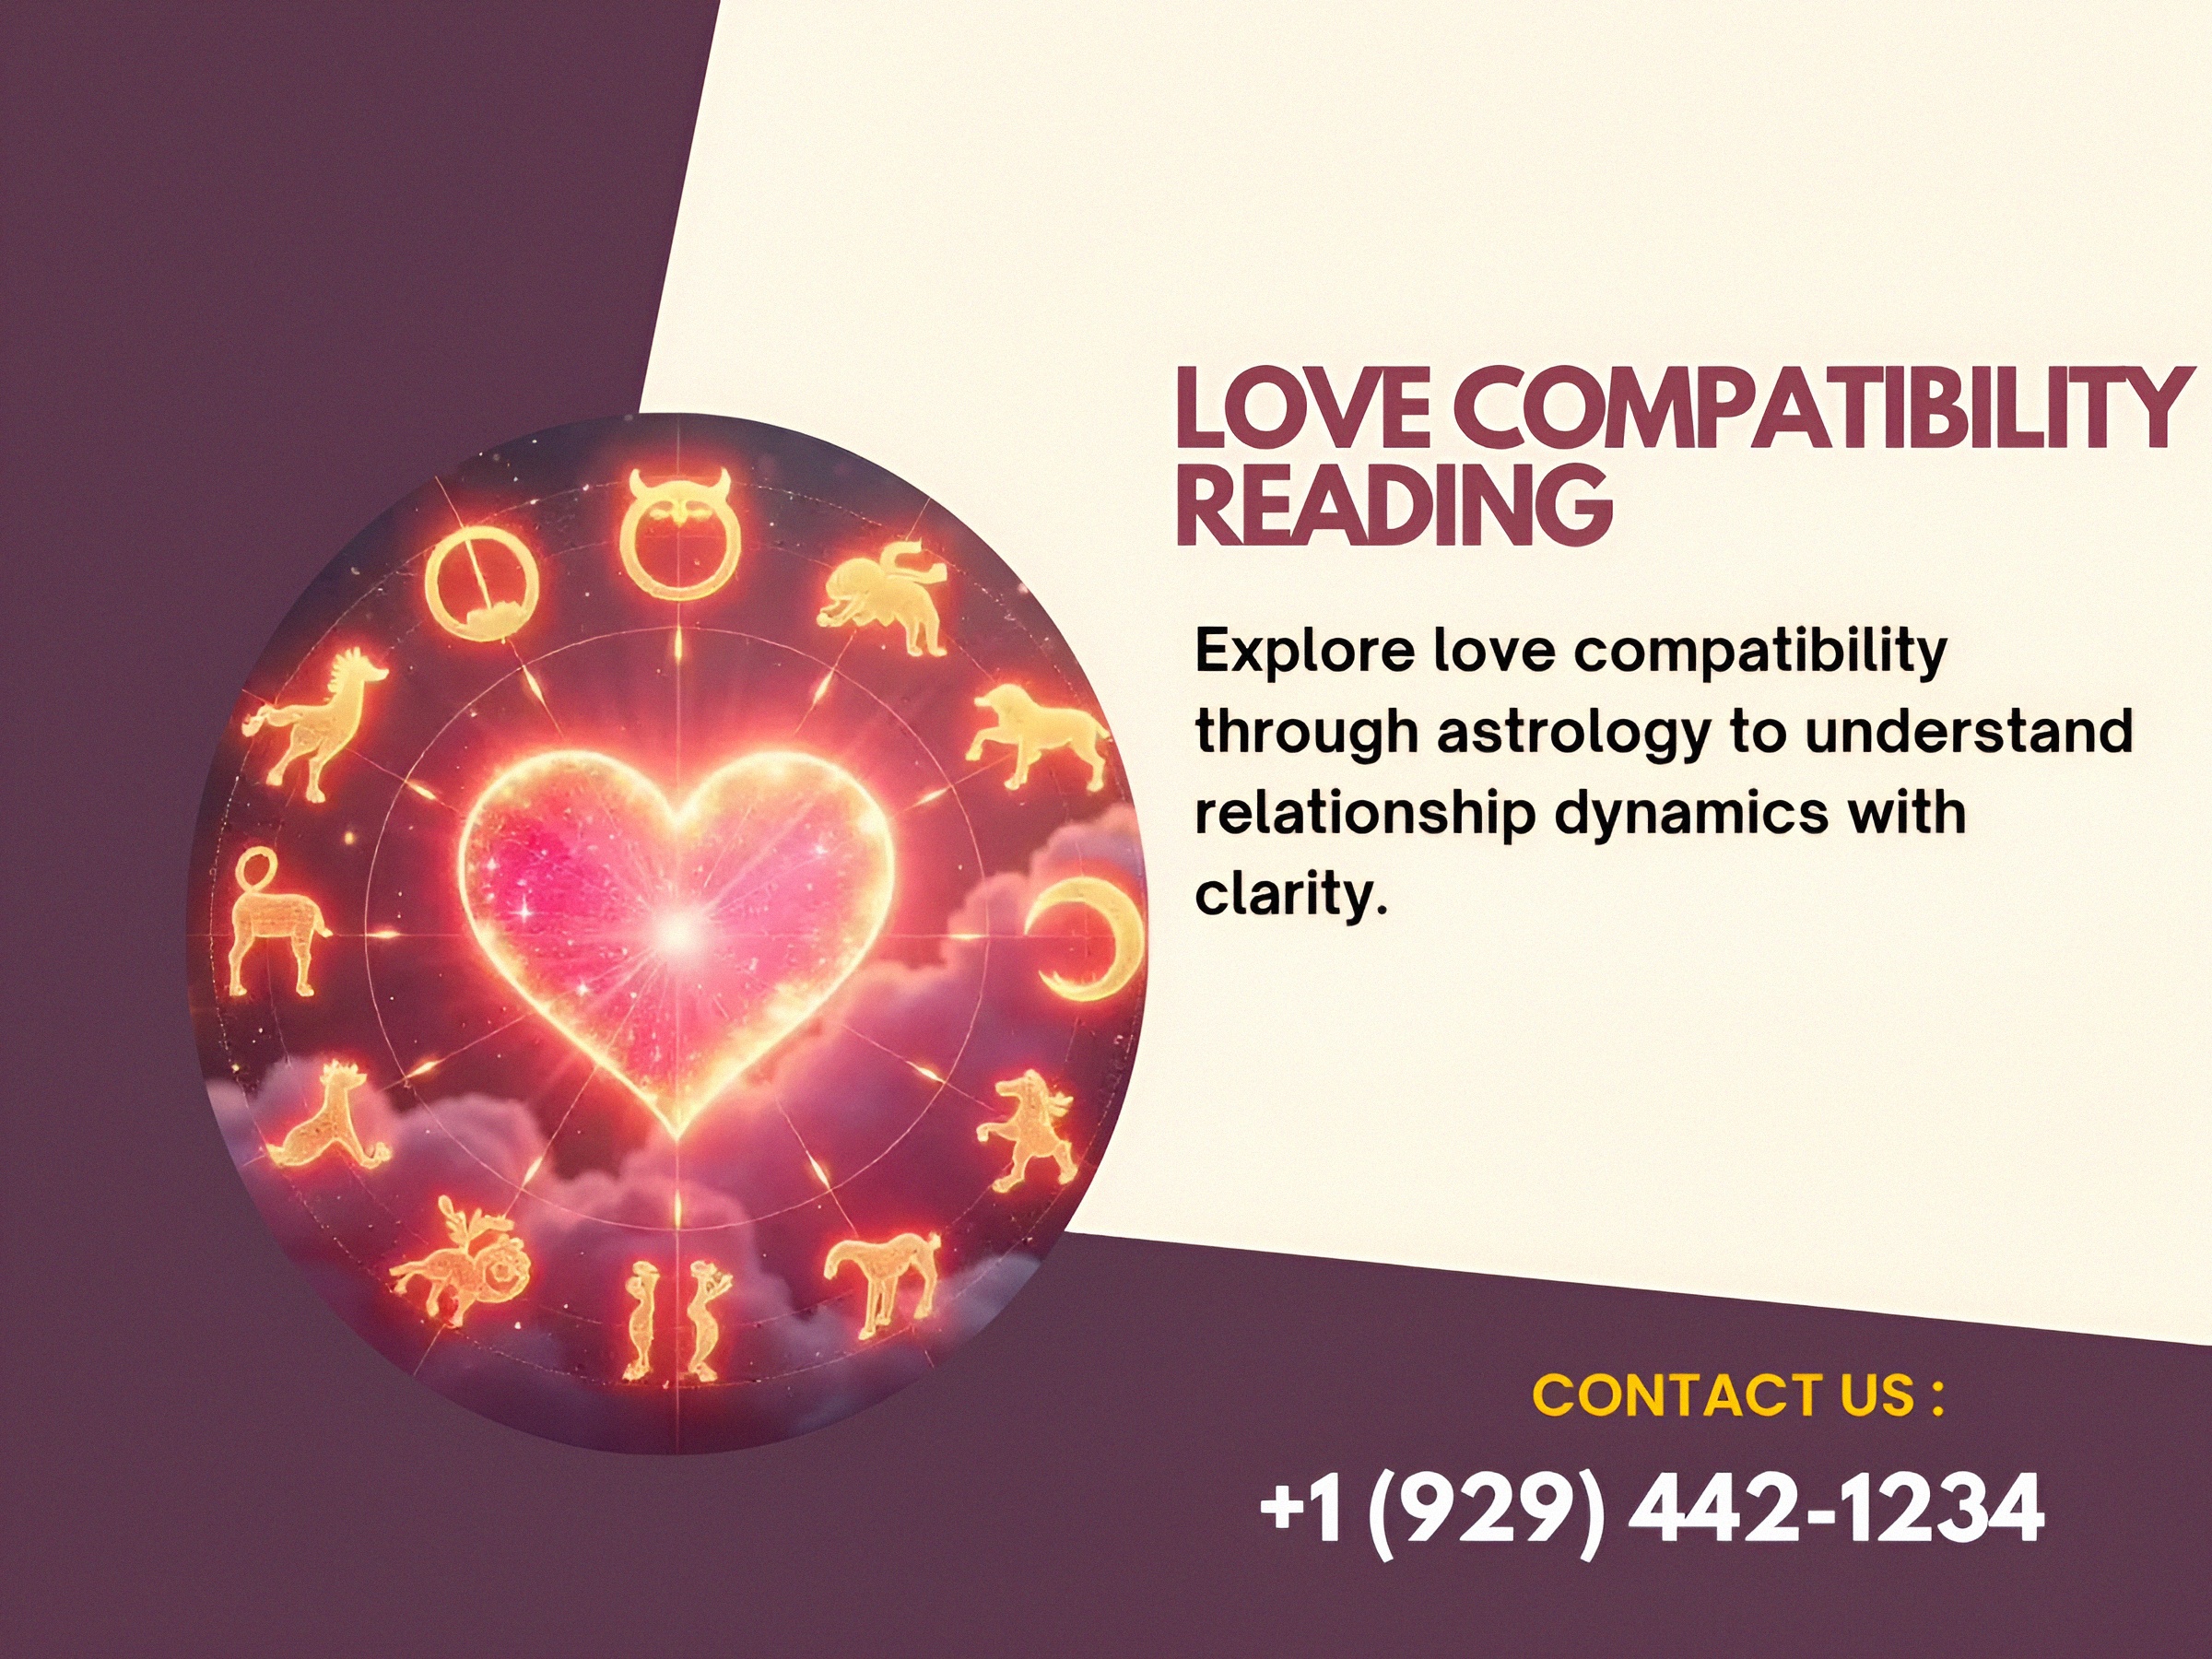 LOVE COMPATIBILITY
READING
Explore love compatibility
through astrology to understand
relationship dynamics with
clarity.
CONTACT US :
+1 (929) 442-1234